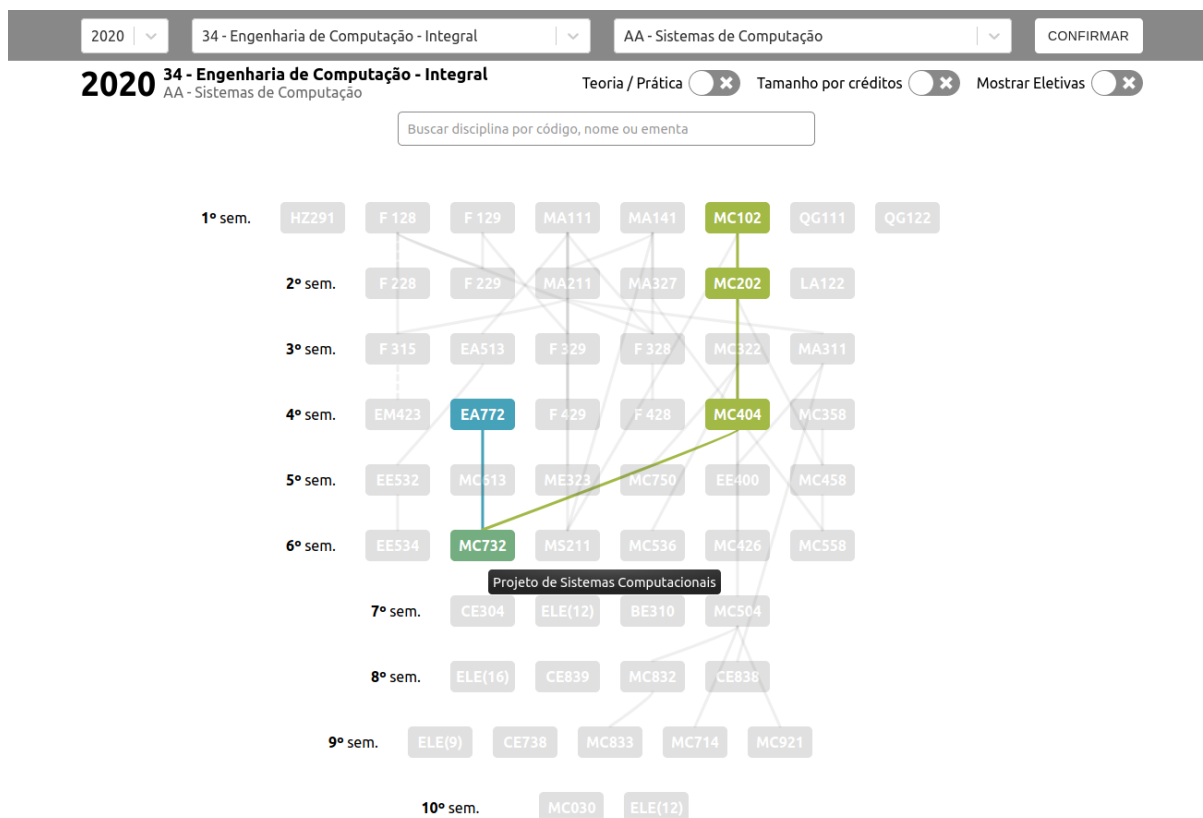 2020 34 - Engenharia de Computação - Integral AA - Sistemas de Computação CONFIRMAR
2020 34 - Engenharia de Computação - Integral
AA - Sistemas de Computação
Teoria / Prática Tamanho por créditos Mostrar Eletivas
Buscar disciplina por código, nome ou ementa
1º sem. HZ291 F 128 F 129 MA111 MA141 MC102 QG111 QG122
2º sem. F 228 F 229 MA211 MA327 MC202 LA122
3º sem. F 315 EA513 F 329 F 328 MC322 MA311
4º sem. EM423 EA772 F 429 F 428 MC404 MC358
5º sem. EE532 MC613 ME323 MC750 EE400 MC458
6º sem. EE534 MC732 MS211 MC536 MC426 MC558
Projeto de Sistemas Computacionais
7º sem. CE304 ELE(12) BE310 MC504
8º sem. ELE(16) CE839 MC832 CE838
9º sem. ELE(9) CE738 MC833 MC714 MC921
10º sem. MC030 ELE(12)